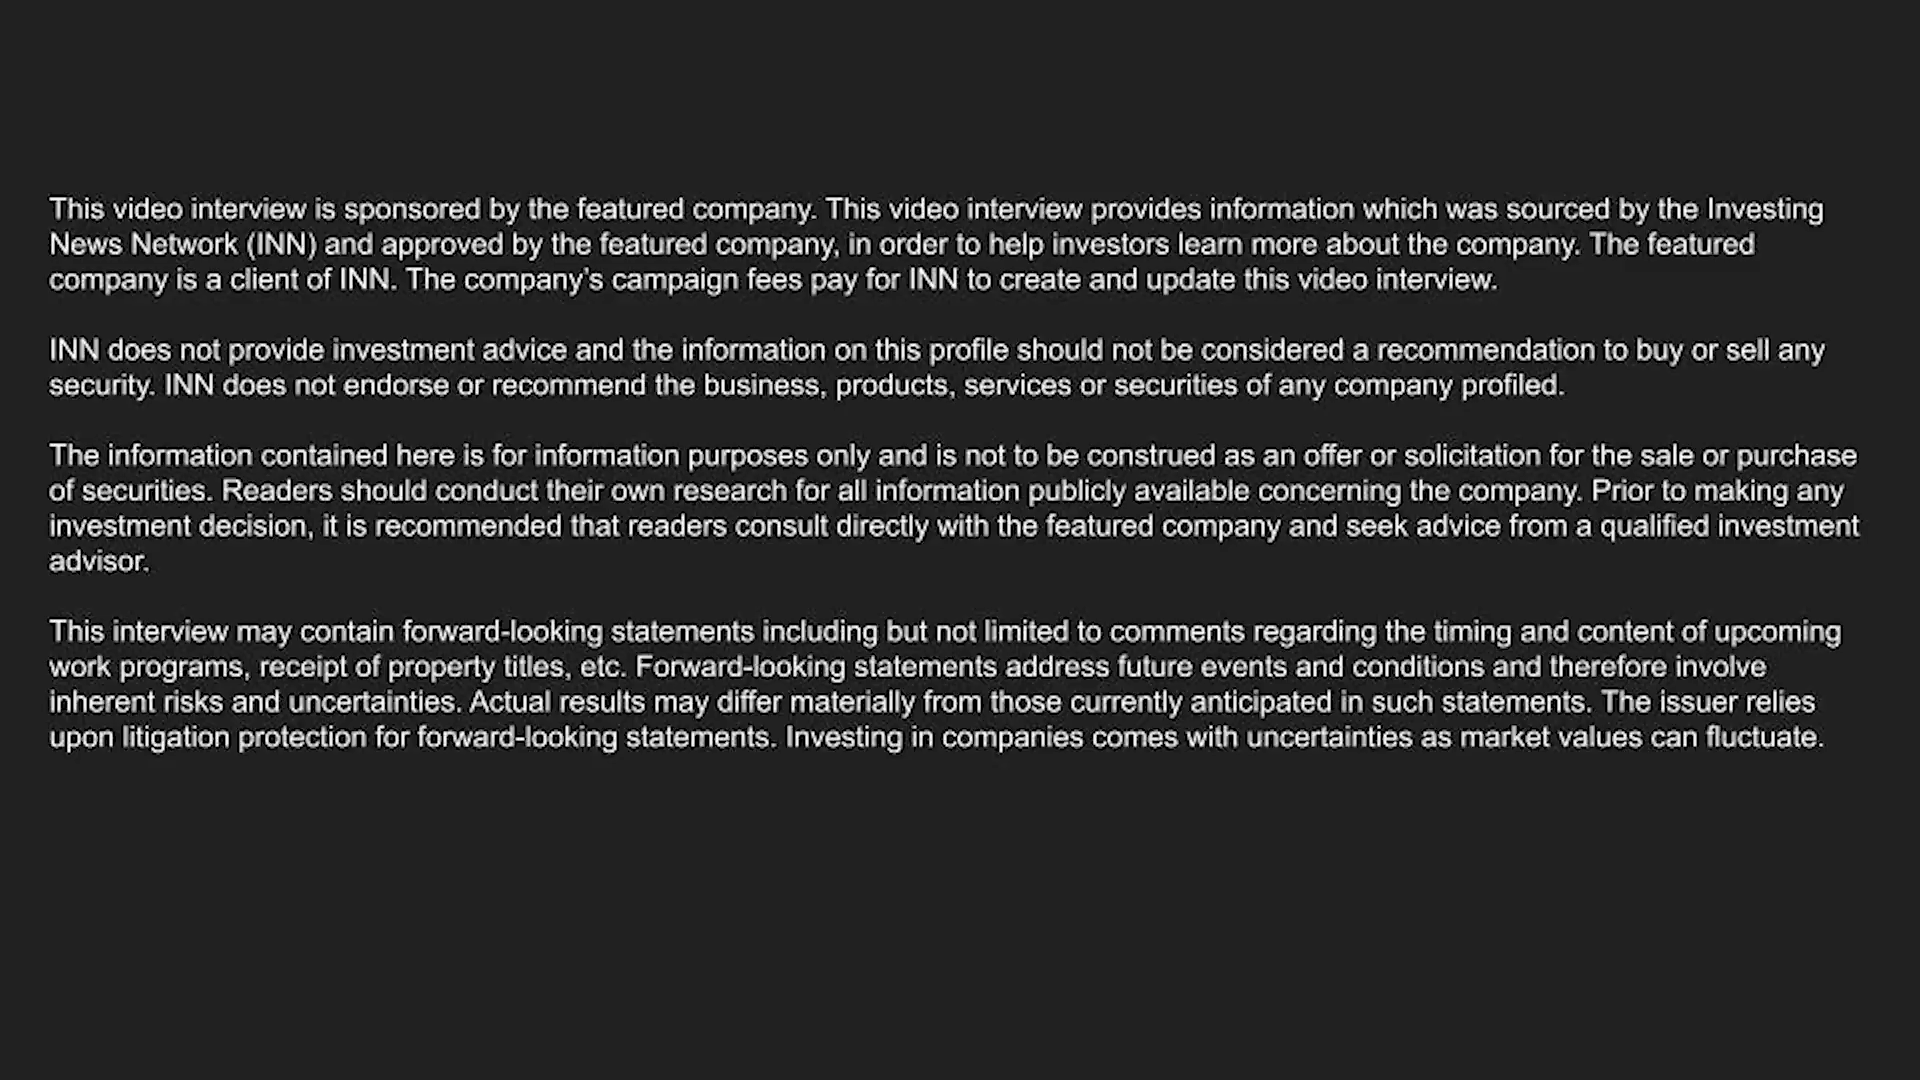 This video interview is sponsored by the featured company. This video interview provides information which was sourced by the Investing
News Network (INN) and approved by the featured company, in order to help investors learn more about the company. The featured
company is a client of INN. The company's campaign fees pay for INN to create and update this video interview.
INN does not provide investment advice and the information on this profile should not be considered a recommendation to buy or sell any
security. INN does not endorse or recommend the business, products, services or securities of any company profiled.
The information contained here is for information purposes only and is not to be construed as an offer or solicitation for the sale or purchase
of securities. Readers should conduct their own research for all information publicly available concerning the company. Prior to making any
investment decision, it is recommended that readers consult directly with the featured company and seek advice from a qualified investment
advisor.
This interview may contain forward-looking statements including but not limited to comments regarding the timing and content of upcoming
work programs, receipt of property titles, etc. Forward-looking statements address future events and conditions and therefore involve
inherent risks and uncertainties. Actual results may differ materially from those currently anticipated in such statements. The issuer relies
upon litigation protection for forward-looking statements. Investing in companies comes with uncertainties as market values can fluctuate.